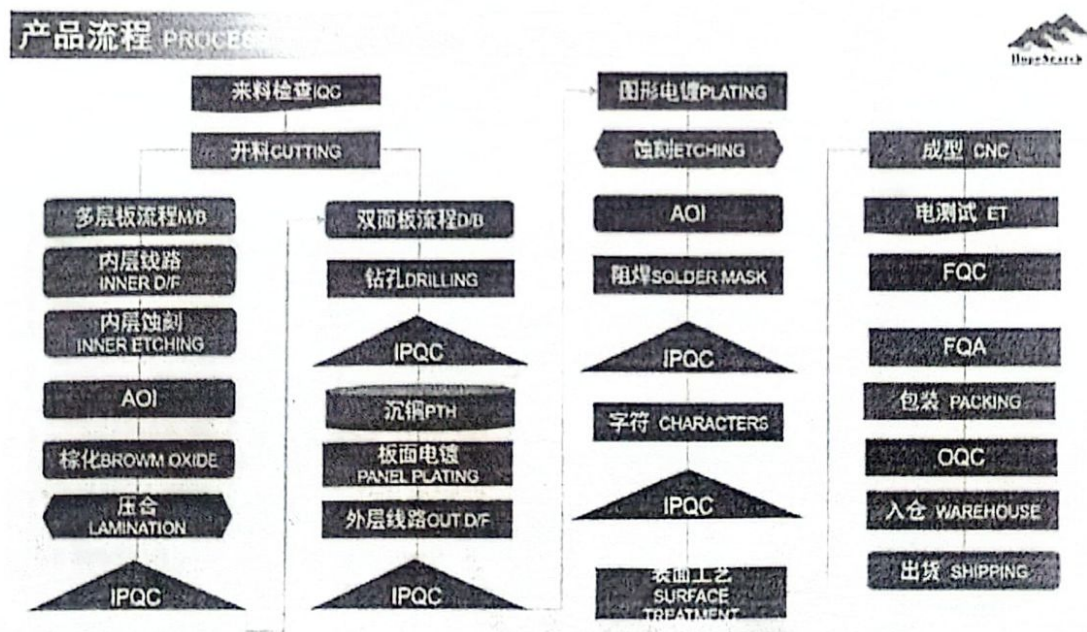 产品流程 PROCESS
HopeSearch
来料检查IQC
开料CUTTING
多层板流程M/B
内层线路
INNER D/F
内层蚀刻
INNER ETCHING
AOI
棕化BROWM OXIDE
压合
LAMINATION
IPQC
双面板流程D/B
钻孔DRILLING
IPQC
沉铜PTH
板面电镀
PANEL PLATING
外层线路OUT D/F
IPQC
图形电镀PLATING
蚀刻ETCHING
AOI
阻焊SOLDER MASK
IPQC
字符 CHARACTERS
IPQC
表面工艺
SURFACE
TREATMENT
成型 CNC
电测试 ET
FQC
FQA
包装 PACKING
OQC
入仓 WAREHOUSE
出货 SHIPPING